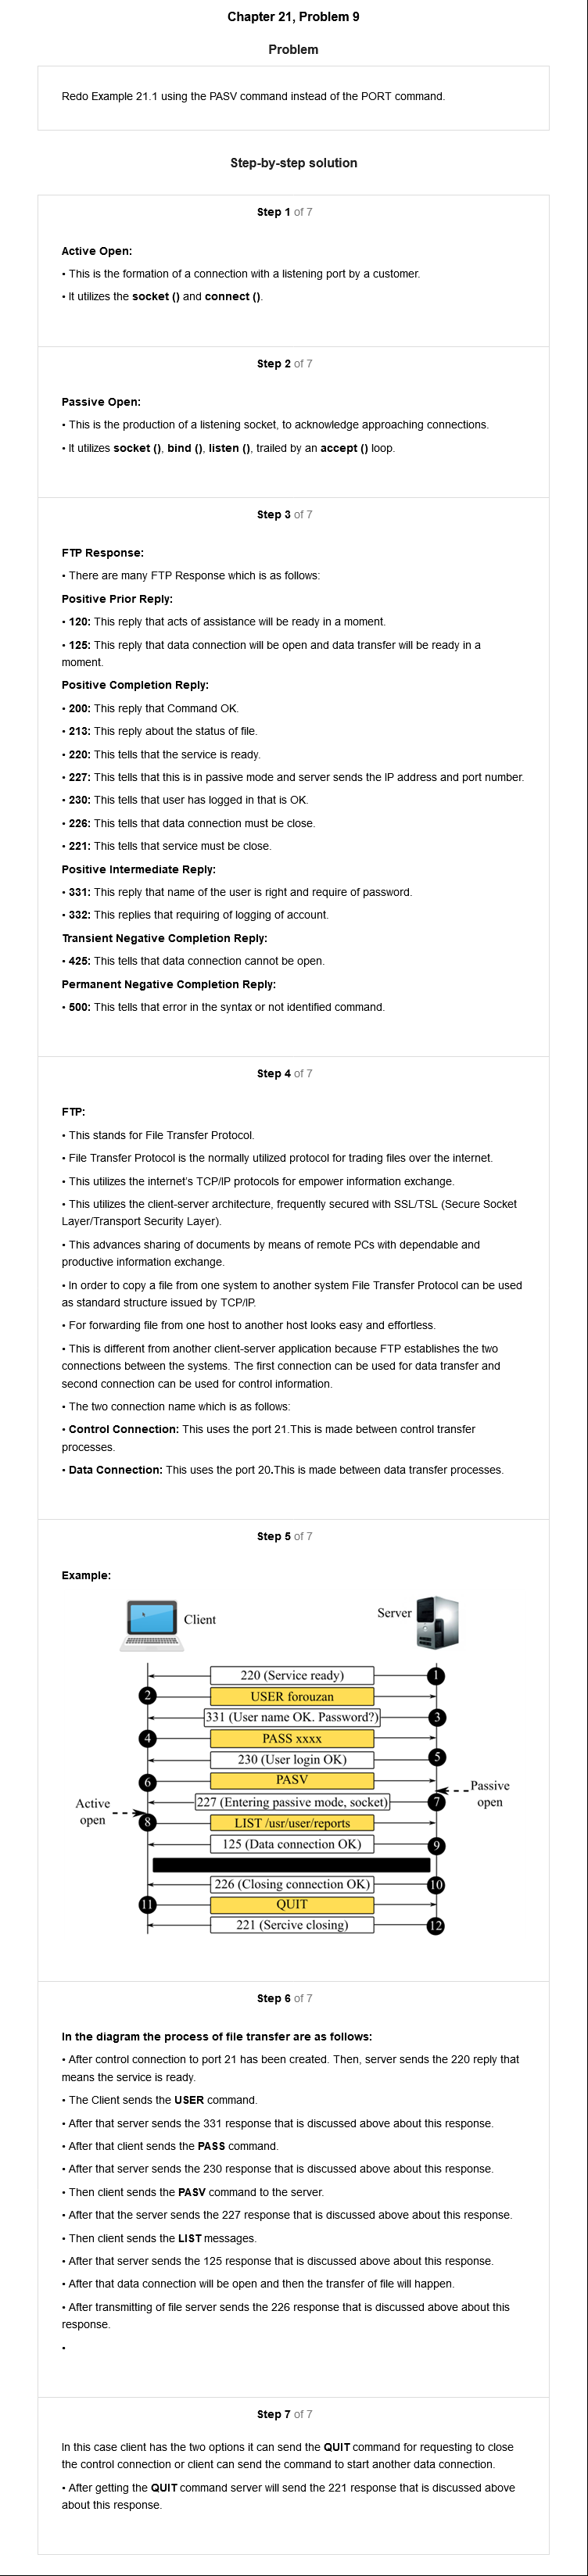 Chapter 21, Problem 9
Problem
Redo Example 21.1 using the PASV command instead of the PORT command.
Step-by-step solution
Step 1 of 7
Active Open:
• This is the formation of a connection with a listening port by a customer.
• It utilizes the socket () and connect ().
Step 2 of 7
Passive Open:
• This is the production of a listening socket, to acknowledge approaching connections.
• It utilizes socket (), bind (), listen (), trailed by an accept () loop.
Step 3 of 7
FTP Response:
• There are many FTP Response which is as follows:
Positive Prior Reply:
• 120: This reply that acts of assistance will be ready in a moment.
• 125: This reply that data connection will be open and data transfer will be ready in a
moment.
Positive Completion Reply:
• 200: This reply that Command OK.
• 213: This reply about the status of file.
• 220: This tells that the service is ready.
• 227: This tells that this is in passive mode and server sends the IP address and port number.
• 230: This tells that user has logged in that is OK.
• 226: This tells that data connection must be close.
• 221: This tells that service must be close.
Positive Intermediate Reply:
• 331: This reply that name of the user is right and require of password.
• 332: This replies that requiring of logging of account.
Transient Negative Completion Reply:
• 425: This tells that data connection cannot be open.
Permanent Negative Completion Reply:
• 500: This tells that error in the syntax or not identified command.
Step 4 of 7
FTP:
• This stands for File Transfer Protocol.
• File Transfer Protocol is the normally utilized protocol for trading files over the internet.
• This utilizes the internet's TCP/IP protocols for empower information exchange.
• This utilizes the client-server architecture, frequently secured with SSL/TSL (Secure Socket
Layer/Transport Security Layer).
• This advances sharing of documents by means of remote PCs with dependable and
productive information exchange.
• In order to copy a file from one system to another system File Transfer Protocol can be used
as standard structure issued by TCP/IP.
• For forwarding file from one host to another host looks easy and effortless.
• This is different from another client-server application because FTP establishes the two
connections between the systems. The first connection can be used for data transfer and
second connection can be used for control information.
• The two connection name which is as follows:
• Control Connection: This uses the port 21.This is made between control transfer
processes.
• Data Connection: This uses the port 20.This is made between data transfer processes.
Step 5 of 7
Example:
Client
Server
220 (Service ready) 1
2 USER forouzan
331 (User name OK. Password?) 3
4 PASS xxxx
230 (User login OK) 5
6 PASV
Passive
open
227 (Entering passive mode, socket) 7
Active
open
8 LIST /usr/user/reports
125 (Data connection OK) 9
226 (Closing connection OK) 10
11 QUIT
221 (Sercive closing) 12
Step 6 of 7
In the diagram the process of file transfer are as follows:
• After control connection to port 21 has been created. Then, server sends the 220 reply that
means the service is ready.
• The Client sends the USER command.
• After that server sends the 331 response that is discussed above about this response.
• After that client sends the PASS command.
• After that server sends the 230 response that is discussed above about this response.
• Then client sends the PASV command to the server.
• After that the server sends the 227 response that is discussed above about this response.
• Then client sends the LIST messages.
• After that server sends the 125 response that is discussed above about this response.
• After that data connection will be open and then the transfer of file will happen.
• After transmitting of file server sends the 226 response that is discussed above about this
response.
•
Step 7 of 7
In this case client has the two options it can send the QUIT command for requesting to close
the control connection or client can send the command to start another data connection.
• After getting the QUIT command server will send the 221 response that is discussed above
about this response.